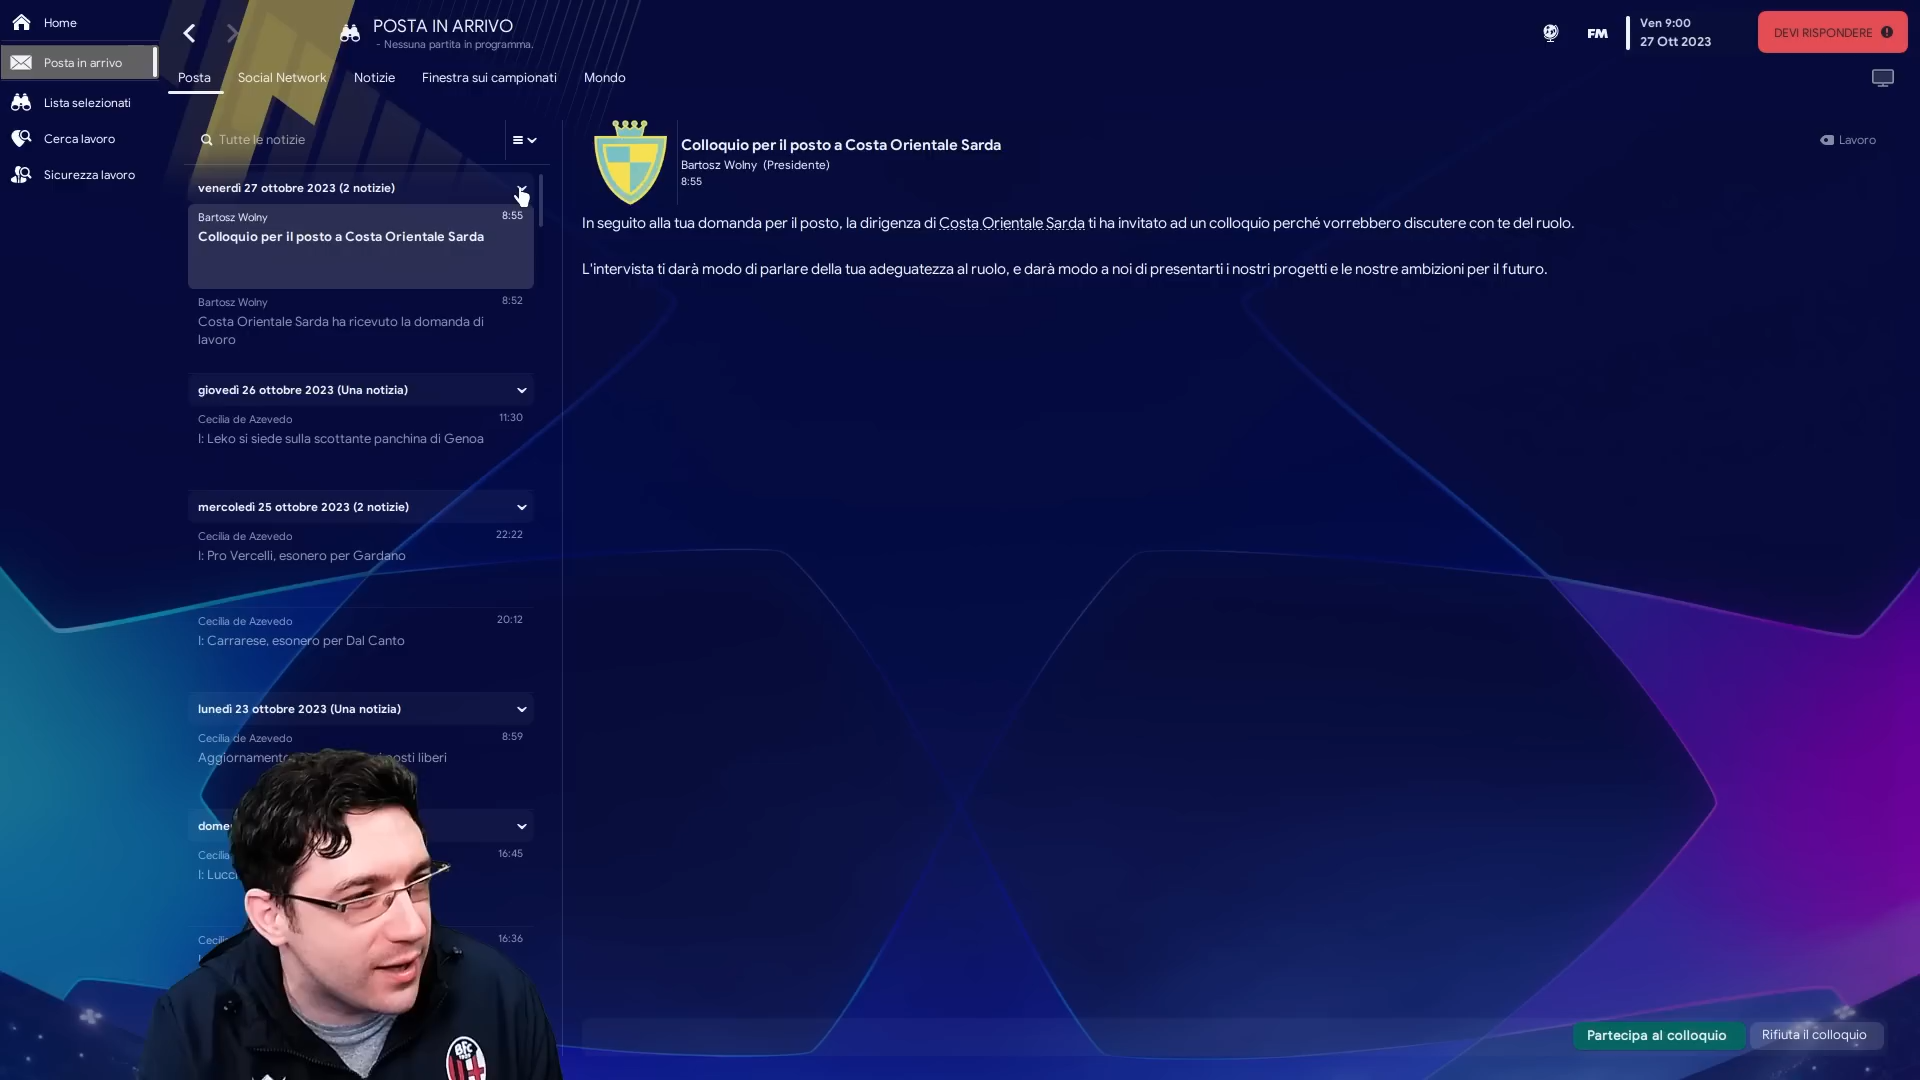 Home
Posta in arrivo
Lista selezionati
Cerca lavoro
Sicurezza lavoro
POSTA IN ARRIVO
- Nessuna partita in programma.
FM
Ven 9:00
27 Ott 2023
DEVI RISPONDERE
Posta
Social Network
Notizie
Finestra sui campionati
Mondo
Tutte le notizie
venerdì 27 ottobre 2023 (2 notizie)
Bartosz Wolny
8:55
Colloquio per il posto a Costa Orientale Sarda
Bartosz Wolny
8:52
Costa Orientale Sarda ha ricevuto la domanda di
lavoro
giovedì 26 ottobre 2023 (Una notizia)
Cecília de Azevedo
11:30
I: Leko si siede sulla scottante panchina di Genoa
mercoledì 25 ottobre 2023 (2 notizie)
Cecília de Azevedo
22:22
I: Pro Vercelli, esonero per Gardano
Cecília de Azevedo
20:12
I: Carrarese, esonero per Dal Canto
lunedì 23 ottobre 2023 (Una notizia)
Cecília de Azevedo
8:59
Aggiornamento posti liberi
16:45
16:36
Colloquio per il posto a Costa Orientale Sarda
Bartosz Wolny (Presidente)
8:55
Lavoro
In seguito alla tua domanda per il posto, la dirigenza di Costa Orientale Sarda ti ha invitato ad un colloquio perché vorrebbero discutere con te del ruolo.
L'intervista ti darà modo di parlare della tua adeguatezza al ruolo, e darà modo a noi di presentarti i nostri progetti e le nostre ambizioni per il futuro.
Partecipa al colloquio
Rifiuta il colloquio
BFC